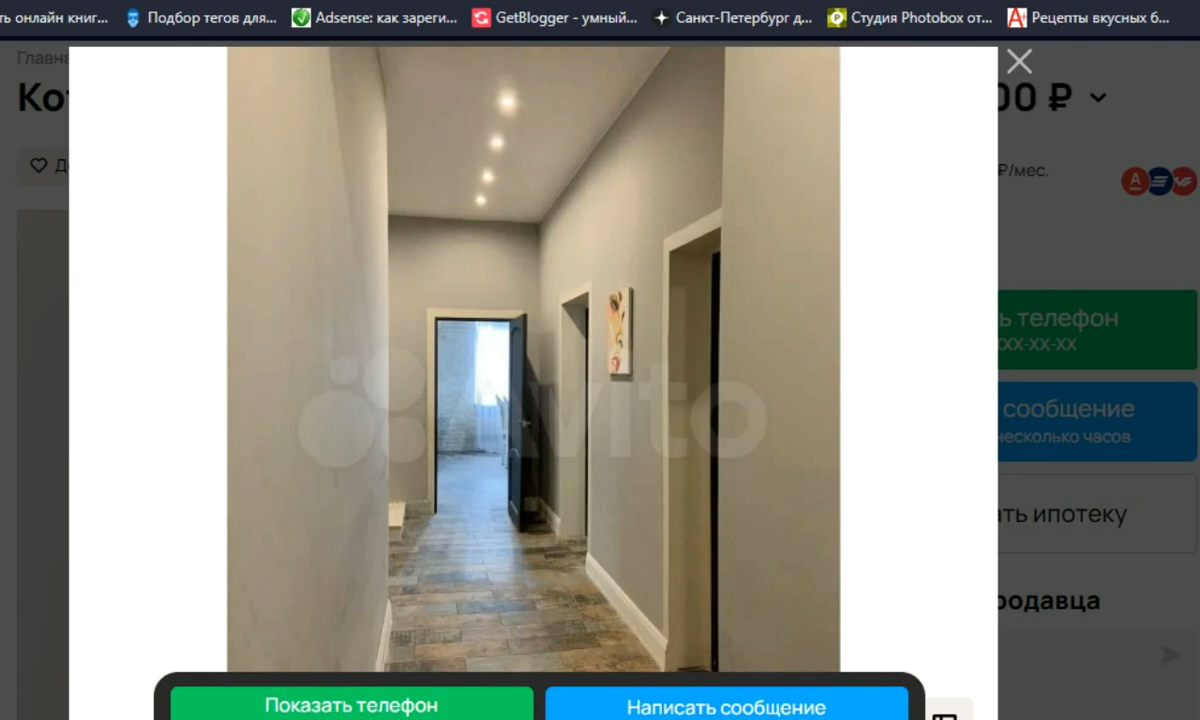 ть онлайн книг... Подбор тегов для... Adsense: как зареги... GetBlogger - умный... Санкт-Петербург д... Студия Photobox от... Рецепты вкусных б...
Главна
Ко
00 ₽
Д
₽/мес.
ь телефон
XXX-XX-XX
сообщение
несколько часов
ать ипотеку
родавца
Avito
Показать телефон
Написать сообщение